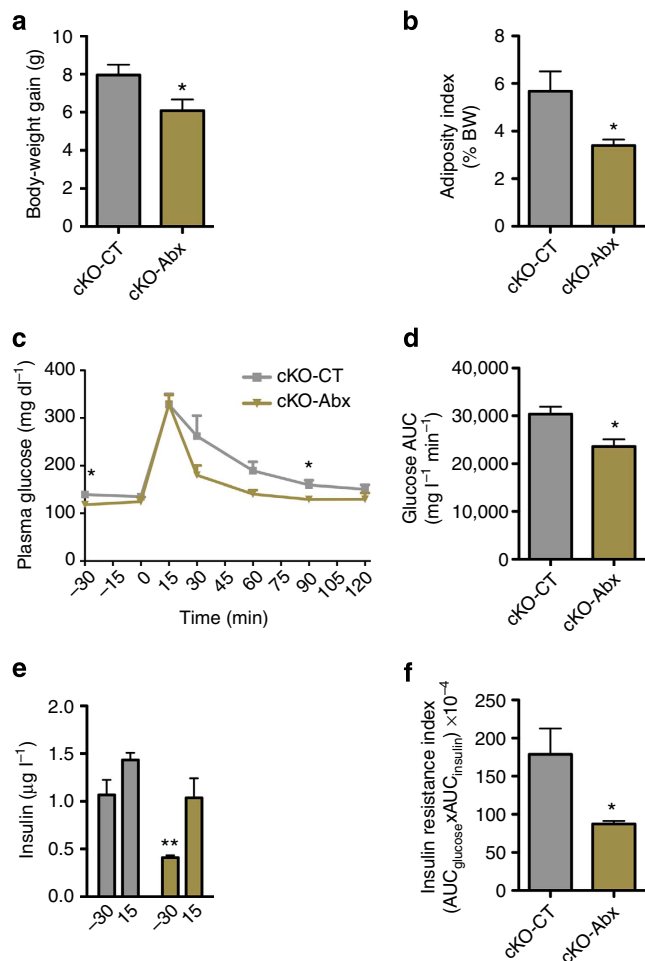 a
Body-weight gain (g)
10
8
6
4
2
0
*
cKO-CT
cKO-Abx
b
Adiposity index
(% BW)
8
6
4
2
0
*
cKO-CT
cKO-Abx
c
Plasma glucose (mg dl⁻¹)
400
300
200
100
0
*
*
cKO-CT
cKO-Abx
–30
–15
0
15
30
45
60
75
90
105
120
Time (min)
d
Glucose AUC
(mg l⁻¹ min⁻¹)
40,000
30,000
20,000
10,000
0
*
cKO-CT
cKO-Abx
e
Insulin (μg l⁻¹)
2.0
1.5
1.0
0.5
0.0
**
–30
15
–30
15
f
Insulin resistance index
(AUCglucosexAUCinsulin) ×10⁻⁴
250
200
150
100
50
0
*
cKO-CT
cKO-Abx